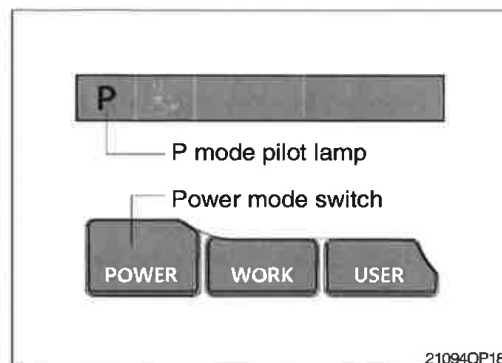 P
P mode pilot lamp
Power mode switch
POWER WORK USER
21094OP16